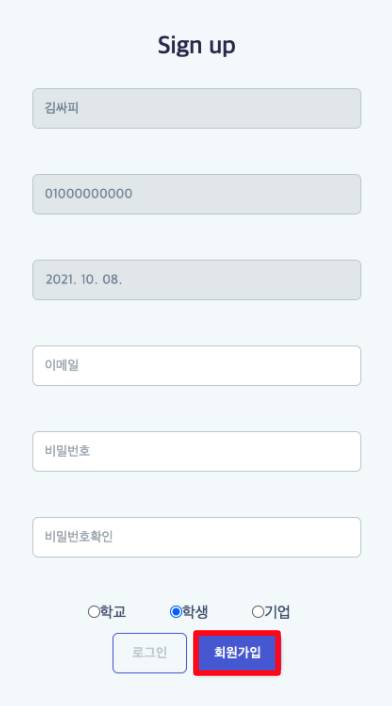 Sign up
김싸피
01000000000
2021. 10. 08.
이메일
비밀번호
비밀번호확인
학교 학생 기업
로그인 회원가입